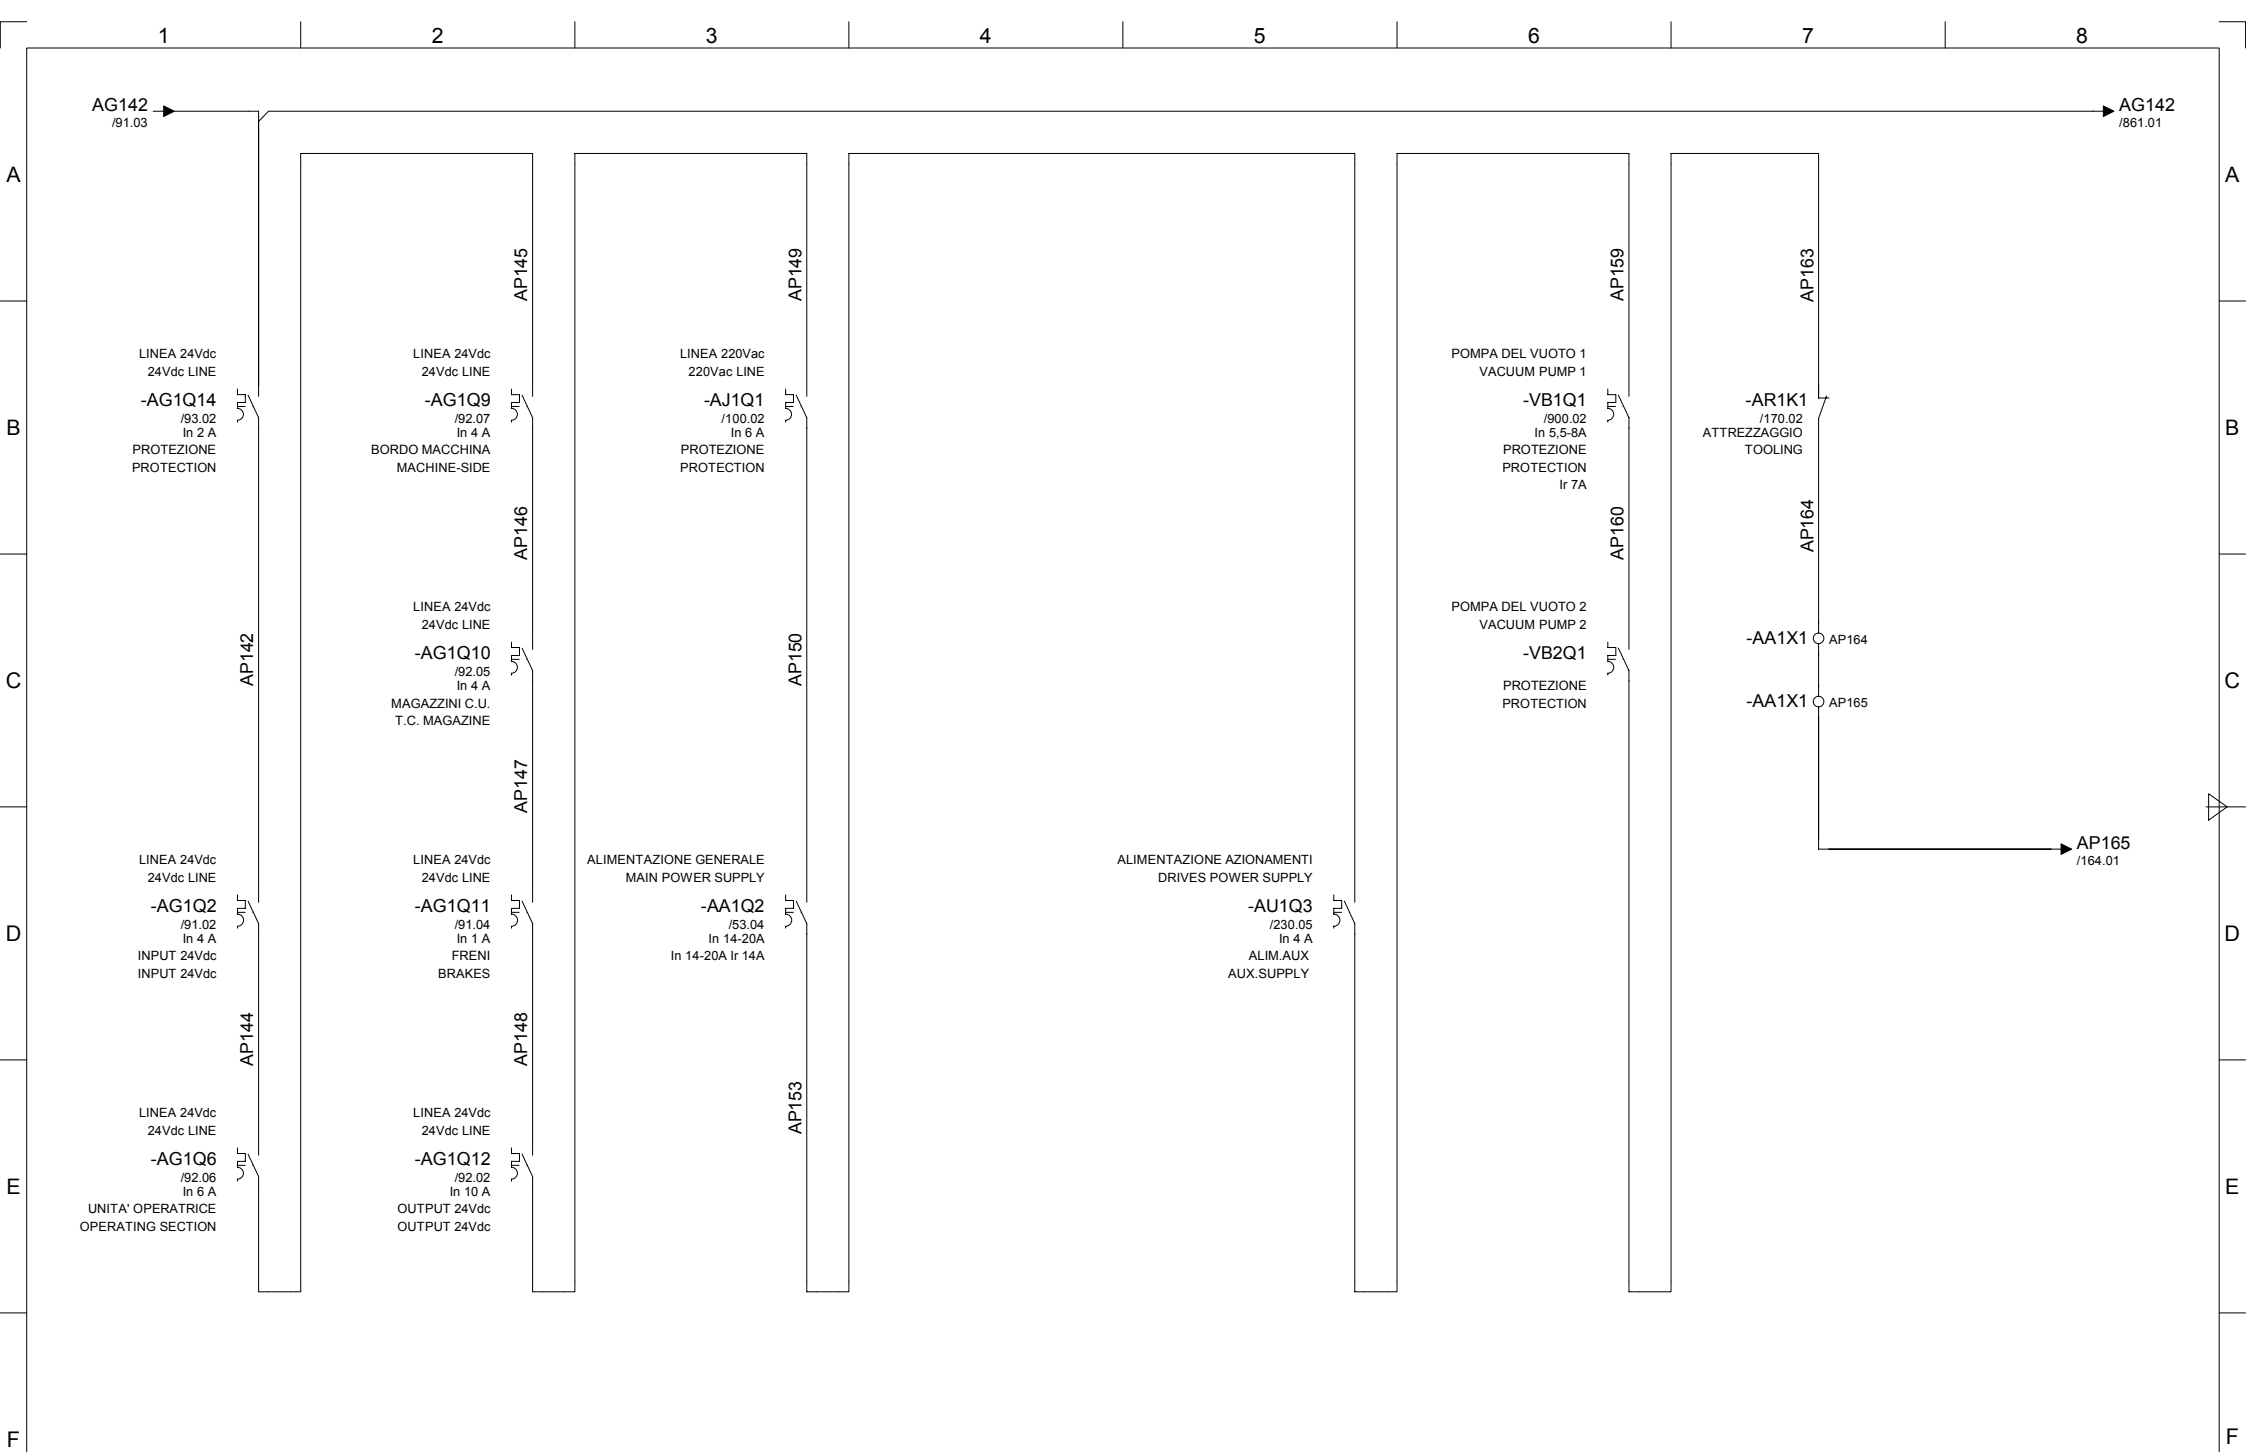 1 2 3 4 5 6 7 8
AG142
/91.03
AG142
/861.01
A
A
AP145
AP149
AP159
AP163
B
B
LINEA 24Vdc
24Vdc LINE
-AG1Q14
/93.02
In 2 A
PROTEZIONE
PROTECTION
LINEA 24Vdc
24Vdc LINE
-AG1Q9
/92.07
In 4 A
BORDO MACCHINA
MACHINE-SIDE
LINEA 220Vac
220Vac LINE
-AJ1Q1
/100.02
In 6 A
PROTEZIONE
PROTECTION
POMPA DEL VUOTO 1
VACUUM PUMP 1
-VB1Q1
/900.02
In 5,5-8A
PROTEZIONE
PROTECTION
Ir 7A
-AR1K1
/170.02
ATTREZZAGGIO
TOOLING
AP146
AP160
AP164
C
C
AP142
LINEA 24Vdc
24Vdc LINE
-AG1Q10
/92.05
In 4 A
MAGAZZINI C.U.
T.C. MAGAZINE
AP150
POMPA DEL VUOTO 2
VACUUM PUMP 2
-VB2Q1
PROTEZIONE
PROTECTION
-AA1X1 AP164
-AA1X1 AP165
AP147
D
D
LINEA 24Vdc
24Vdc LINE
-AG1Q2
/91.02
In 4 A
INPUT 24Vdc
INPUT 24Vdc
LINEA 24Vdc
24Vdc LINE
-AG1Q11
/91.04
In 1 A
FRENI
BRAKES
ALIMENTAZIONE GENERALE
MAIN POWER SUPPLY
-AA1Q2
/53.04
In 14-20A
In 14-20A Ir 14A
ALIMENTAZIONE AZIONAMENTI
DRIVES POWER SUPPLY
-AU1Q3
/230.05
In 4 A
ALIM.AUX
AUX.SUPPLY
AP165
/164.01
AP144
AP148
AP153
E
E
LINEA 24Vdc
24Vdc LINE
-AG1Q6
/92.06
In 6 A
UNITA' OPERATRICE
OPERATING SECTION
LINEA 24Vdc
24Vdc LINE
-AG1Q12
/92.02
In 10 A
OUTPUT 24Vdc
OUTPUT 24Vdc
F
F